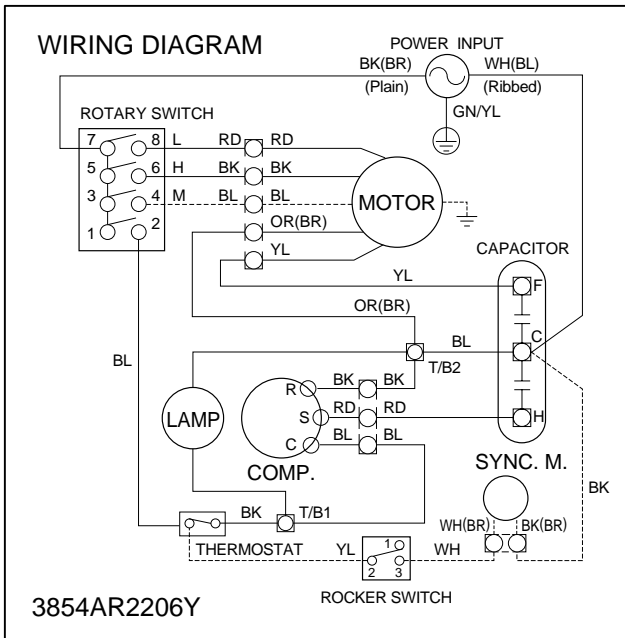 WIRING DIAGRAM
POWER INPUT
BK(BR) WH(BL)
(Plain) (Ribbed)
GN/YL
ROTARY SWITCH
7 8 L RD RD
5 6 H BK BK
3 4 M BL BL
1 2 OR(BR)
YL
MOTOR
CAPACITOR
YL F
OR(BR)
BL C
T/B2
BL
LAMP
R BK BK
S RD RD H
C BL BL
COMP.
SYNC. M.
BK
BK T/B1
WH(BR) BK(BR)
THERMOSTAT YL 1 WH
2 3
ROCKER SWITCH
3854AR2206Y